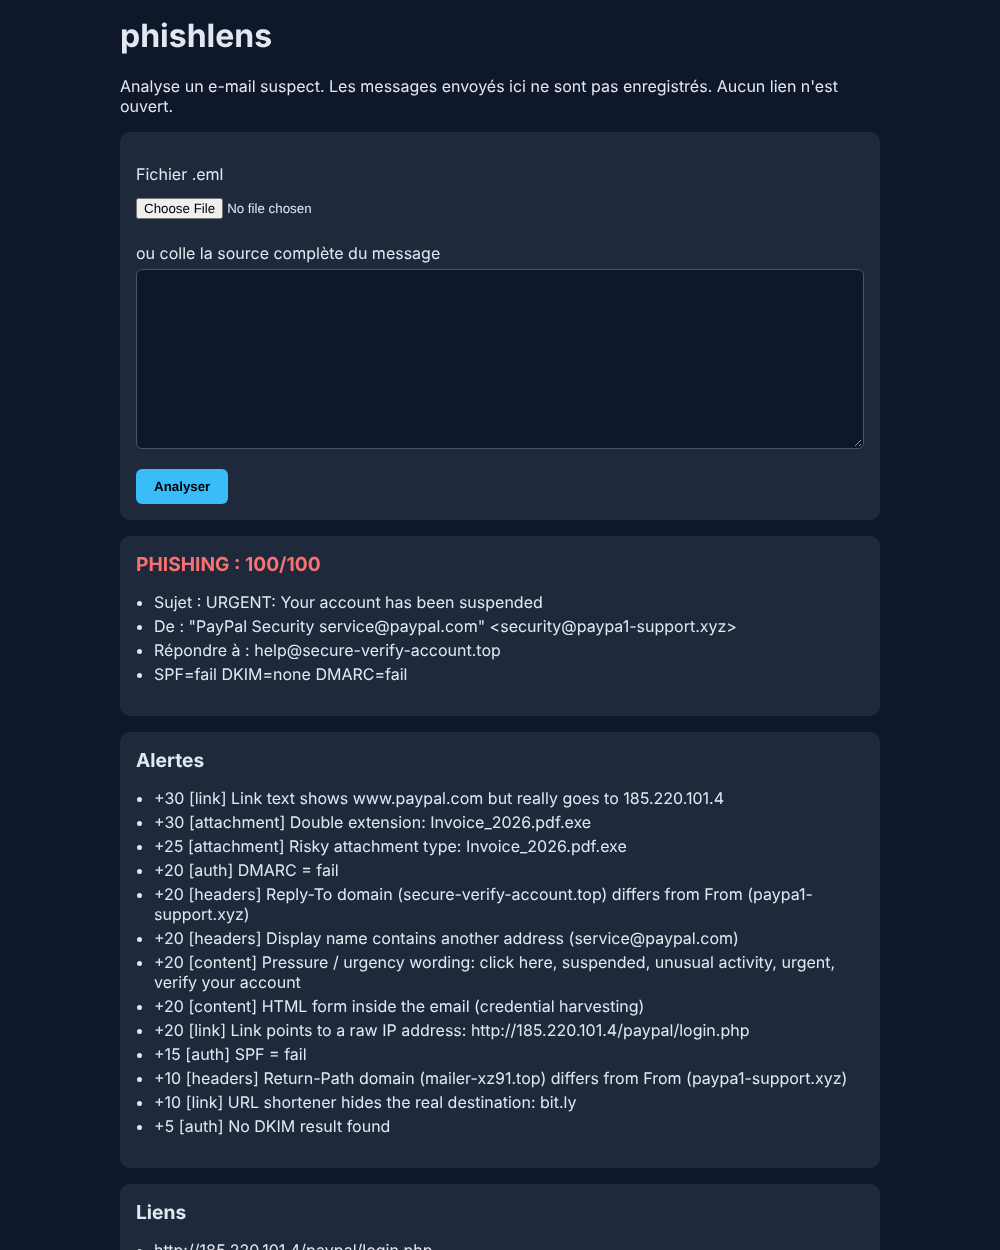 phishlens
Analyse un e-mail suspect. Les messages envoyés ici ne sont pas enregistrés. Aucun lien n'est
ouvert.
Fichier .eml
Choose File No file chosen
ou colle la source complète du message
Analyser
PHISHING : 100/100
• Sujet : URGENT: Your account has been suspended
• De : "PayPal Security service@paypal.com" <security@paypa1-support.xyz>
• Répondre à : help@secure-verify-account.top
• SPF=fail DKIM=none DMARC=fail
Alertes
• +30 [link] Link text shows www.paypal.com but really goes to 185.220.101.4
• +30 [attachment] Double extension: Invoice_2026.pdf.exe
• +25 [attachment] Risky attachment type: Invoice_2026.pdf.exe
• +20 [auth] DMARC = fail
• +20 [headers] Reply-To domain (secure-verify-account.top) differs from From (paypa1-
support.xyz)
• +20 [headers] Display name contains another address (service@paypal.com)
• +20 [content] Pressure / urgency wording: click here, suspended, unusual activity, urgent,
verify your account
• +20 [content] HTML form inside the email (credential harvesting)
• +20 [link] Link points to a raw IP address: http://185.220.101.4/paypal/login.php
• +15 [auth] SPF = fail
• +10 [headers] Return-Path domain (mailer-xz91.top) differs from From (paypa1-support.xyz)
• +10 [link] URL shortener hides the real destination: bit.ly
• +5 [auth] No DKIM result found
Liens
• http://185.220.101.4/paypal/login.php